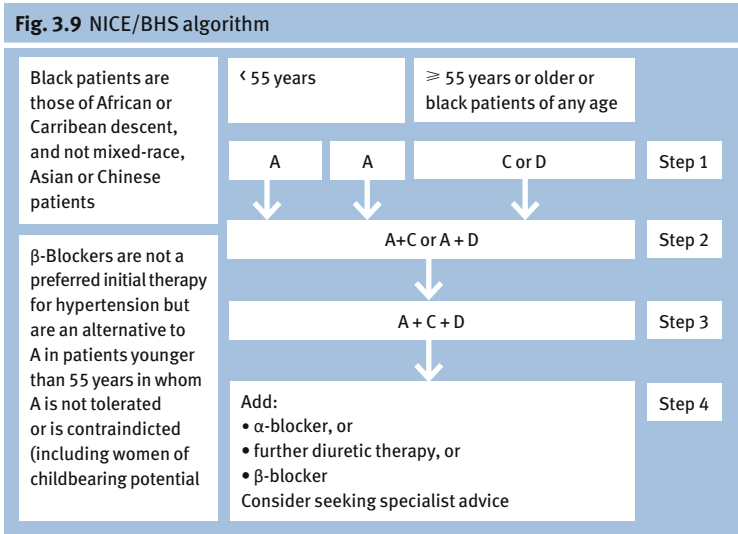 Fig. 3.9 NICE/BHS algorithm
Black patients are
those of African or
Carribean descent,
and not mixed-race,
Asian or Chinese
patients
β-Blockers are not a
preferred initial therapy
for hypertension but
are an alternative to
A in patients younger
than 55 years in whom
A is not tolerated
or is contraindicted
(including women of
childbearing potential
< 55 years
⩾ 55 years or older or
black patients of any age
A
A
C or D
Step 1
A+C or A + D
Step 2
A + C + D
Step 3
Add:
• α-blocker, or
• further diuretic therapy, or
• β-blocker
Consider seeking specialist advice
Step 4